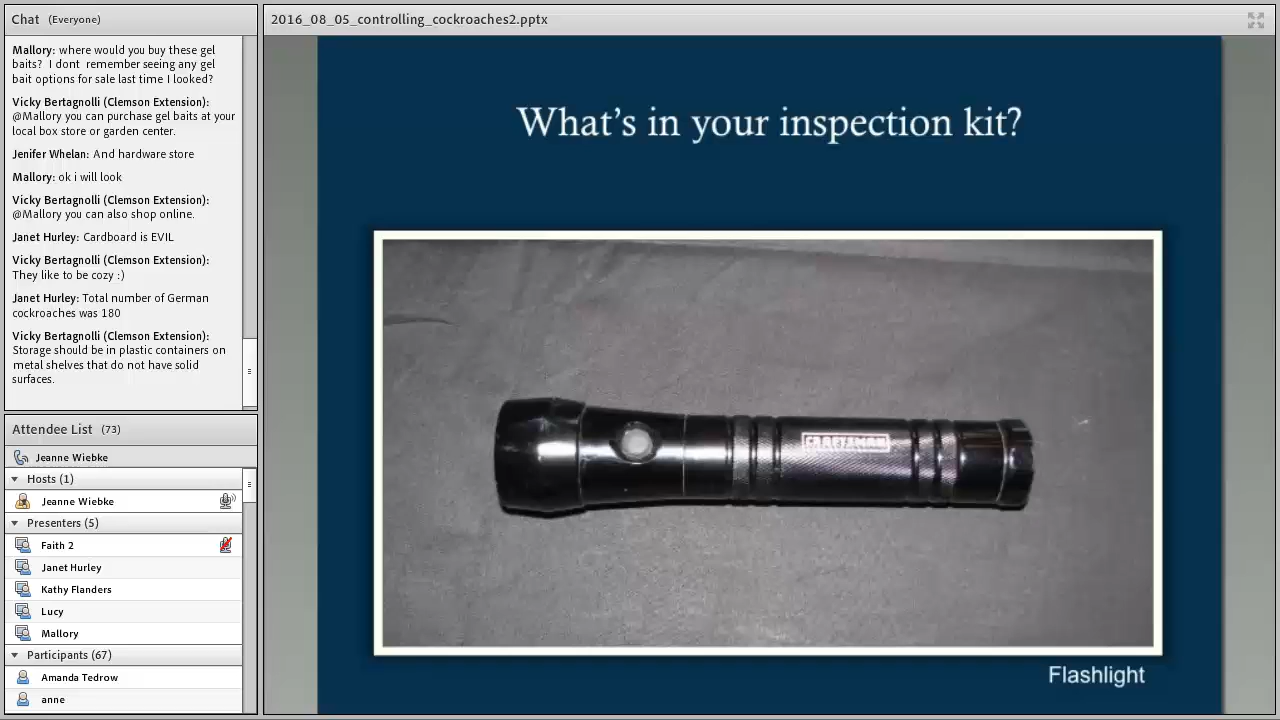 Chat (Everyone)
Mallory: where would you buy these gel
baits? I dont remember seeing any gel
bait options for sale last time I looked?
Vicky Bertagnolli (Clemson Extension):
@Mallory you can purchase gel baits at your
local box store or garden center.
Jenifer Whelan: And hardware store
Mallory: ok i will look
Vicky Bertagnolli (Clemson Extension):
@Mallory you can also shop online.
Janet Hurley: Cardboard is EVIL
Vicky Bertagnolli (Clemson Extension):
They like to be cozy :)
Janet Hurley: Total number of German
cockroaches was 180
Vicky Bertagnolli (Clemson Extension):
Storage should be in plastic containers on
metal shelves that do not have solid
surfaces.
Attendee List (73)
Jeanne Wiebke
Hosts (1)
Jeanne Wiebke
Presenters (5)
Faith 2
Janet Hurley
Kathy Flanders
Lucy
Mallory
Participants (67)
Amanda Tedrow
anne
2016_08_05_controlling_cockroaches2.pptx
What's in your inspection kit?
CRAFTSMAN
Flashlight